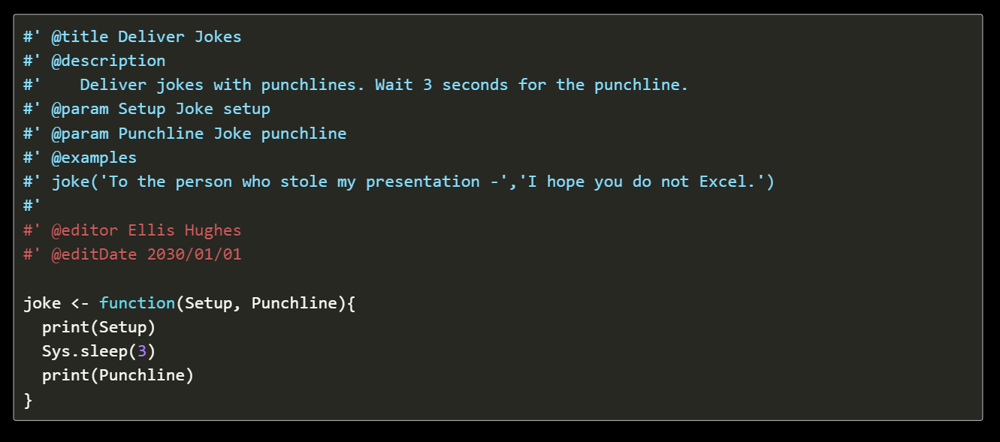 #' @title Deliver Jokes
#' @description
#'    Deliver jokes with punchlines. Wait 3 seconds for the punchline.
#' @param Setup Joke setup
#' @param Punchline Joke punchline
#' @examples
#' joke('To the person who stole my presentation -','I hope you do not Excel.')
#'
#' @editor Ellis Hughes
#' @editDate 2030/01/01

joke <- function(Setup, Punchline){
  print(Setup)
  Sys.sleep(3)
  print(Punchline)
}